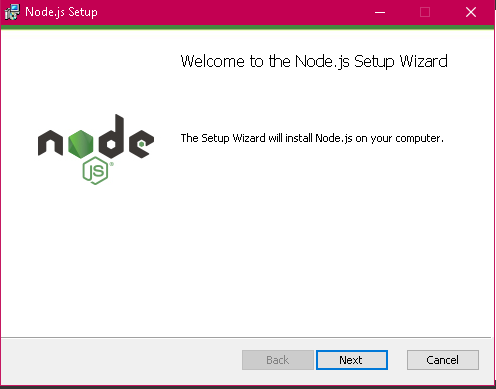 Node.js Setup
Welcome to the Node.js Setup Wizard
node
JS
®
The Setup Wizard will install Node.js on your computer.
Back
Next
Cancel